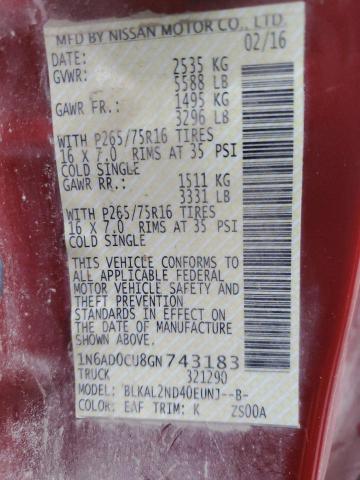 MFD BY NISSAN MOTOR CO., LTD.
DATE: 02/16
GVWR: 2535 KG
5588 LB
GAWR FR.: 1495 KG
3296 LB
WITH P265/75R16 TIRES
16 X 7.0 RIMS AT 35 PSI
COLD SINGLE
GAWR RR.: 1511 KG
3331 LB
WITH P265/75R16 TIRES
16 X 7.0 RIMS AT 35 PSI
COLD SINGLE
THIS VEHICLE CONFORMS TO
ALL APPLICABLE FEDERAL
MOTOR VEHICLE SAFETY AND
THEFT PREVENTION
STANDARDS IN EFFECT ON
THE DATE OF MANUFACTURE
SHOWN ABOVE.
1N6AD0CU8GN743183
TRUCK 321290
MODEL: BLKAL2ND40EUNJ--B-
COLOR: EAF TRIM: K ZS00A